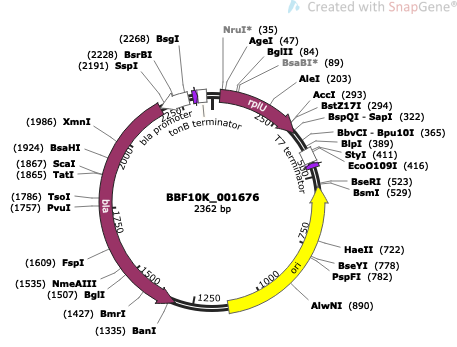 Created with SnapGene®
NruI* (35)
AgeI (47)
BglII (84)
BsaBI* (89)
AleI (203)
AccI (293)
BstZ17I (294)
BspQI - SapI (322)
BbvCI - Bpu10I (365)
BlpI (389)
StyI (411)
EcoO109I (416)
BseRI (523)
BsmI (529)
HaeII (722)
BseYI (778)
PspFI (782)
AlwNI (890)
(1335) BanI
(1427) BmrI
(1507) BglI
(1535) NmeAIII
(1609) FspI
(1757) PvuI
(1786) TsoI
(1865) TatI
(1867) ScaI
(1924) BsaHI
(1986) XmnI
(2191) SspI
(2228) BsrBI
(2268) BsgI
rplU
T7 terminator
ori
bla
bla promoter
tonB terminator
250
500
750
1000
1250
1500
1750
2000
2250
BBF10K_001676
2362 bp